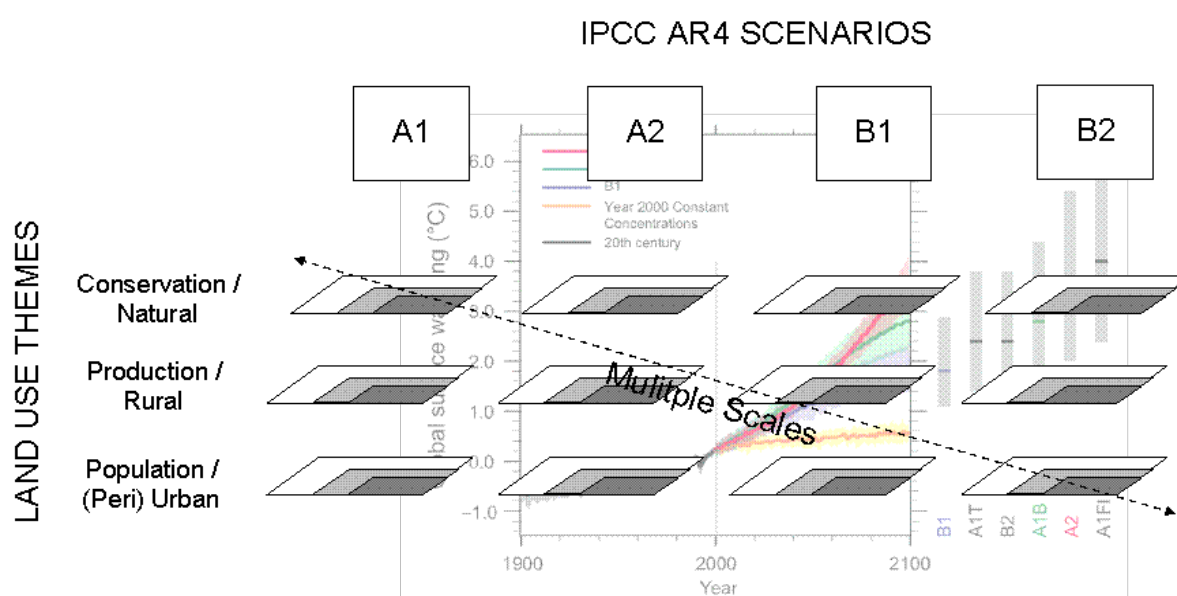 IPCC AR4 SCENARIOS
A1
A2
B1
B2
6.0
5.0
4.0
3.0
2.0
1.0
0.0
−1.0
B1
Year 2000 Constant
Concentrations
20th century
LAND USE THEMES
Conservation /
Natural
Production /
Rural
Population /
(Peri) Urban
Mulitple Scales
B1
A1T
B2
A1B
A2
A1FI
1900
2000
2100
Year